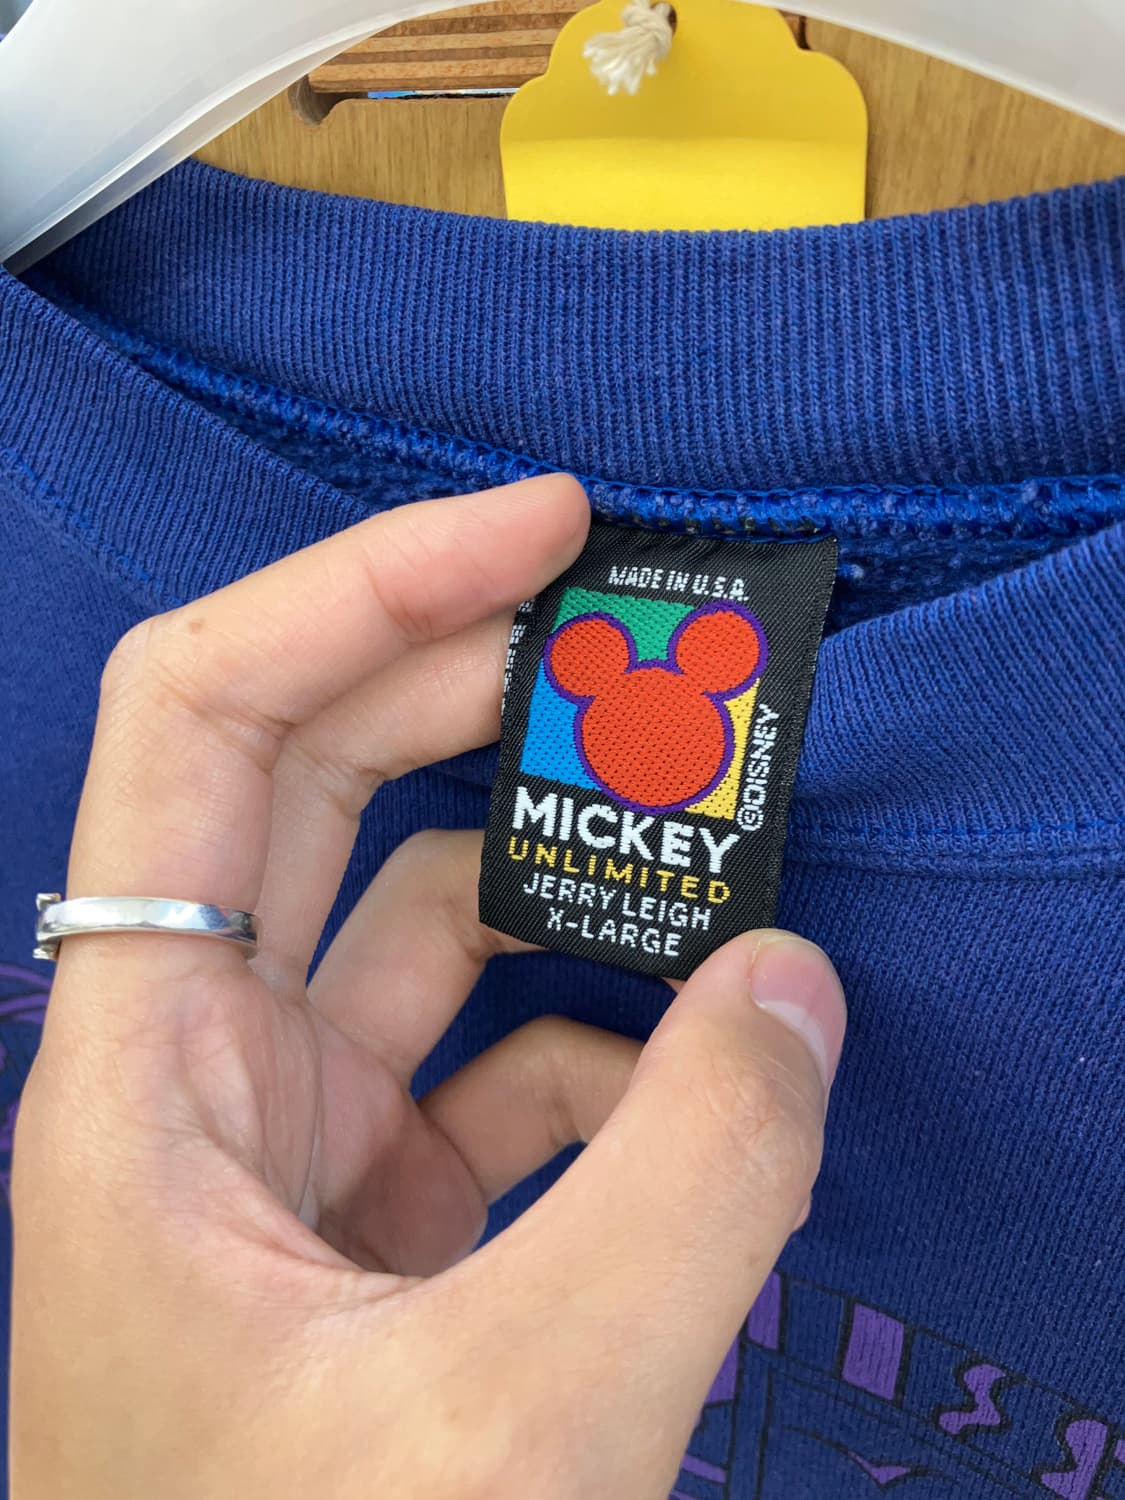 MADE IN U.S.A.
©DISNEY
MICKEY
UNLIMITED
JERRY LEIGH
X-LARGE